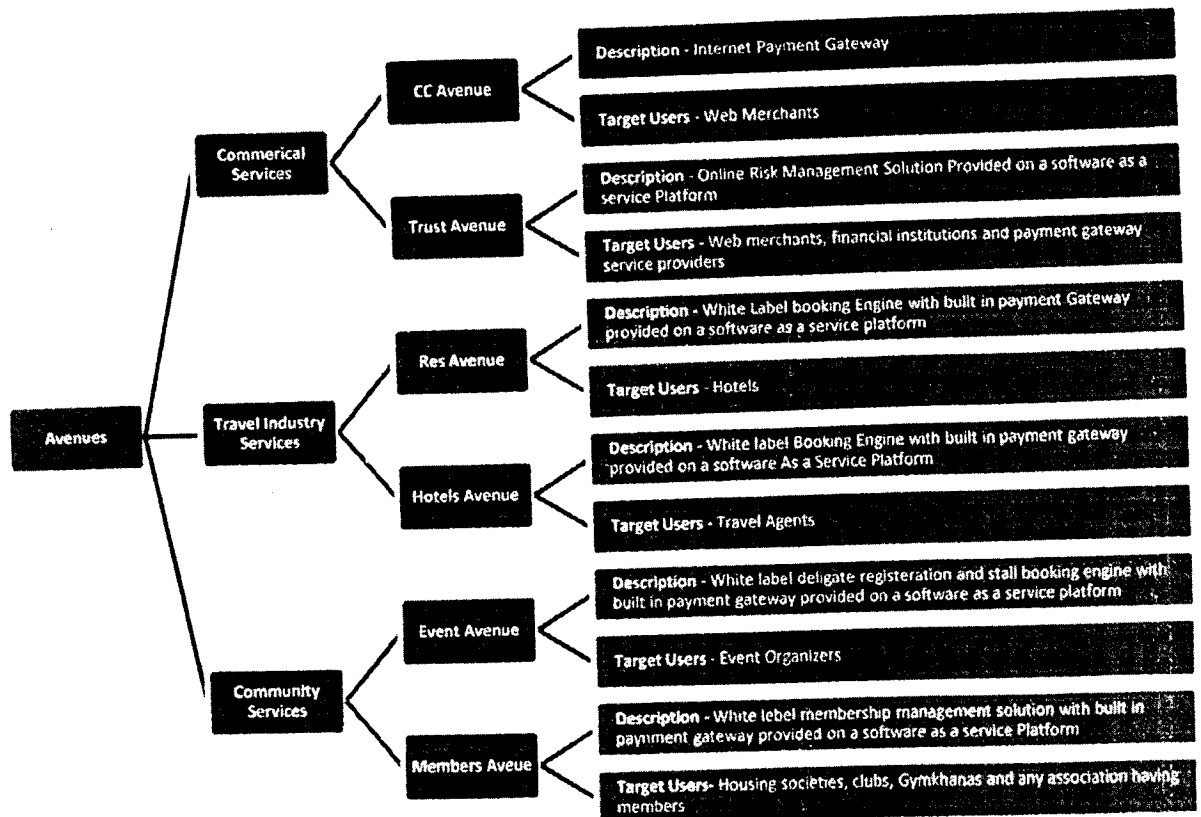 Description - Internet Payment Gateway
CC Avenue
Target Users - Web Merchants
Commerical
Services
Description - Online Risk Management Solution Provided on a software as a
service Platform
Trust Avenue
Target Users - Web merchants, financial institutions and payment gateway
service providers
Description - White Label booking Engine with built in payment Gateway
provided on a software as a service platform
Res Avenue
Target Users - Hotels
Avenues
Travel Industry
Services
Description - White label Booking Engine with built in payment gateway
provided on a software As a Service Platform
Hotels Avenue
Target Users - Travel Agents
Description - White label deligate registeration and stall booking engine with
built in payment gateway provided on a software as a service platform
Event Avenue
Target Users - Event Organizers
Community
Services
Description - White lebel membership management solution with built in
paynment gateway provided on a software as a service Platform
Members Aveue
Target Users- Housing societies, clubs, Gymkhanas and any association having
members